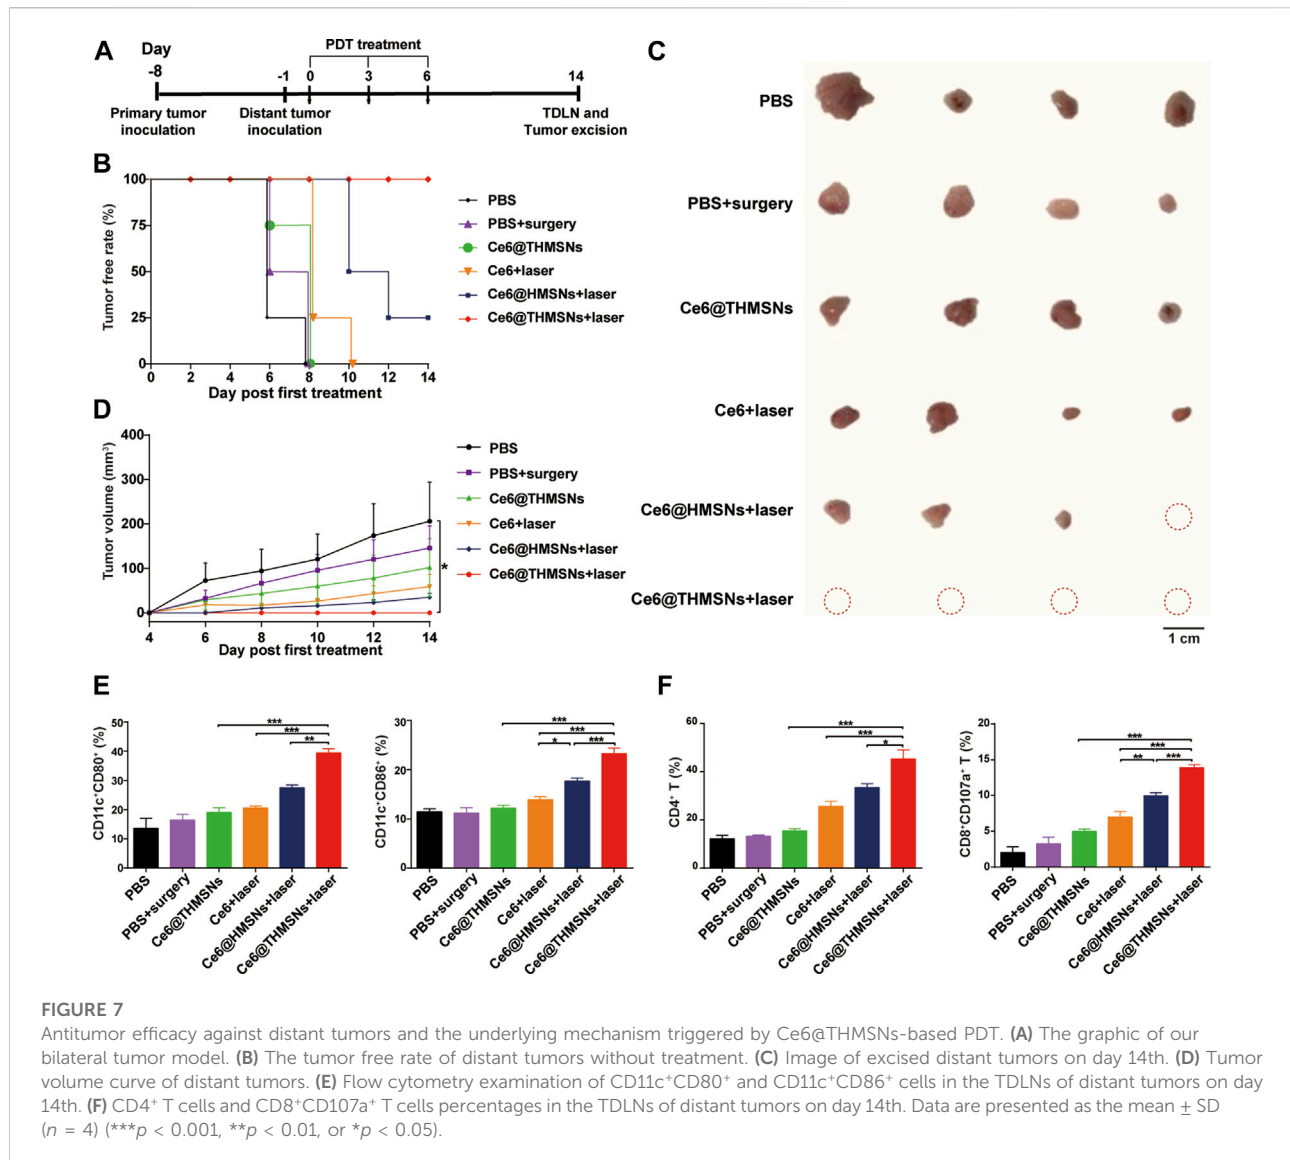 A
Day
PDT treatment
-8
-1
0
3
6
14
Primary tumor
inoculation
Distant tumor
inoculation
TDLN and
Tumor excision
B
Tumor free rate (%)
100
75
50
25
0
0
2
4
6
8
10
12
14
Day post first treatment
PBS
PBS+surgery
Ce6@THMSNs
Ce6+laser
Ce6@HMSNs+laser
Ce6@THMSNs+laser
C
PBS
PBS+surgery
Ce6@THMSNs
Ce6+laser
Ce6@HMSNs+laser
Ce6@THMSNs+laser
1 cm
D
Tumor volume (mm³)
400
300
200
100
0
4
6
8
10
12
14
Day post first treatment
PBS
PBS+surgery
Ce6@THMSNs
Ce6+laser
Ce6@HMSNs+laser
Ce6@THMSNs+laser
*
E
CD11c⁺CD80⁺ (%)
50
40
30
20
10
0
***
***
**
PBS
PBS+surgery
Ce6@THMSNs
Ce6+laser
Ce6@HMSNs+laser
Ce6@THMSNs+laser
CD11c⁺CD86⁺ (%)
30
20
10
0
***
***
* ***
PBS
PBS+surgery
Ce6@THMSNs
Ce6+laser
Ce6@HMSNs+laser
Ce6@THMSNs+laser
F
CD4⁺ T (%)
60
40
20
0
***
***
*
PBS
PBS+surgery
Ce6@THMSNs
Ce6+laser
Ce6@HMSNs+laser
Ce6@THMSNs+laser
CD8⁺CD107a⁺ T (%)
20
15
10
5
0
***
***
** ***
PBS
PBS+surgery
Ce6@THMSNs
Ce6+laser
Ce6@HMSNs+laser
Ce6@THMSNs+laser
FIGURE 7
Antitumor efficacy against distant tumors and the underlying mechanism triggered by Ce6@THMSNs-based PDT. (A) The graphic of our
bilateral tumor model. (B) The tumor free rate of distant tumors without treatment. (C) Image of excised distant tumors on day 14th. (D) Tumor
volume curve of distant tumors. (E) Flow cytometry examination of CD11c⁺CD80⁺ and CD11c⁺CD86⁺ cells in the TDLNs of distant tumors on day
14th. (F) CD4⁺ T cells and CD8⁺CD107a⁺ T cells percentages in the TDLNs of distant tumors on day 14th. Data are presented as the mean ± SD
(n = 4) (***p < 0.001, **p < 0.01, or *p < 0.05).